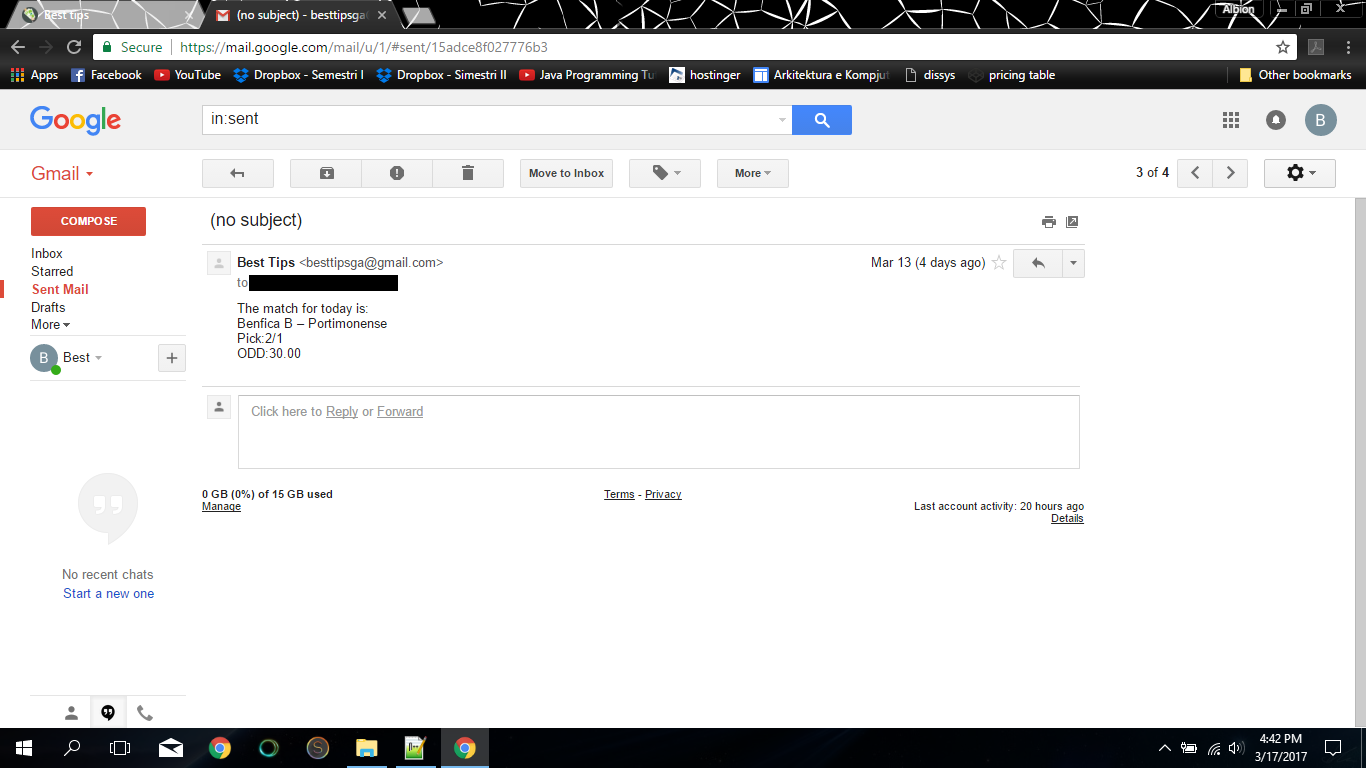 Best tips
(no subject) - besttipsga
Albion
Secure
https://mail.google.com/mail/u/1/#sent/15adce8f027776b3
Apps Facebook YouTube Dropbox - Semestri I Dropbox - Simestri II Java Programming Tu hostinger Arkitektura e Kompjut dissys pricing table Other bookmarks
Google
in:sent
B
Gmail
Move to Inbox
More
3 of 4
COMPOSE
(no subject)
Inbox
Starred
Sent Mail
Drafts
More
B Best
Best Tips <besttipsga@gmail.com>
Mar 13 (4 days ago)
to
The match for today is:
Benfica B – Portimonense
Pick:2/1
ODD:30.00
Click here to Reply or Forward
0 GB (0%) of 15 GB used
Manage
Terms - Privacy
Last account activity: 20 hours ago
Details
No recent chats
Start a new one
4:42 PM
3/17/2017